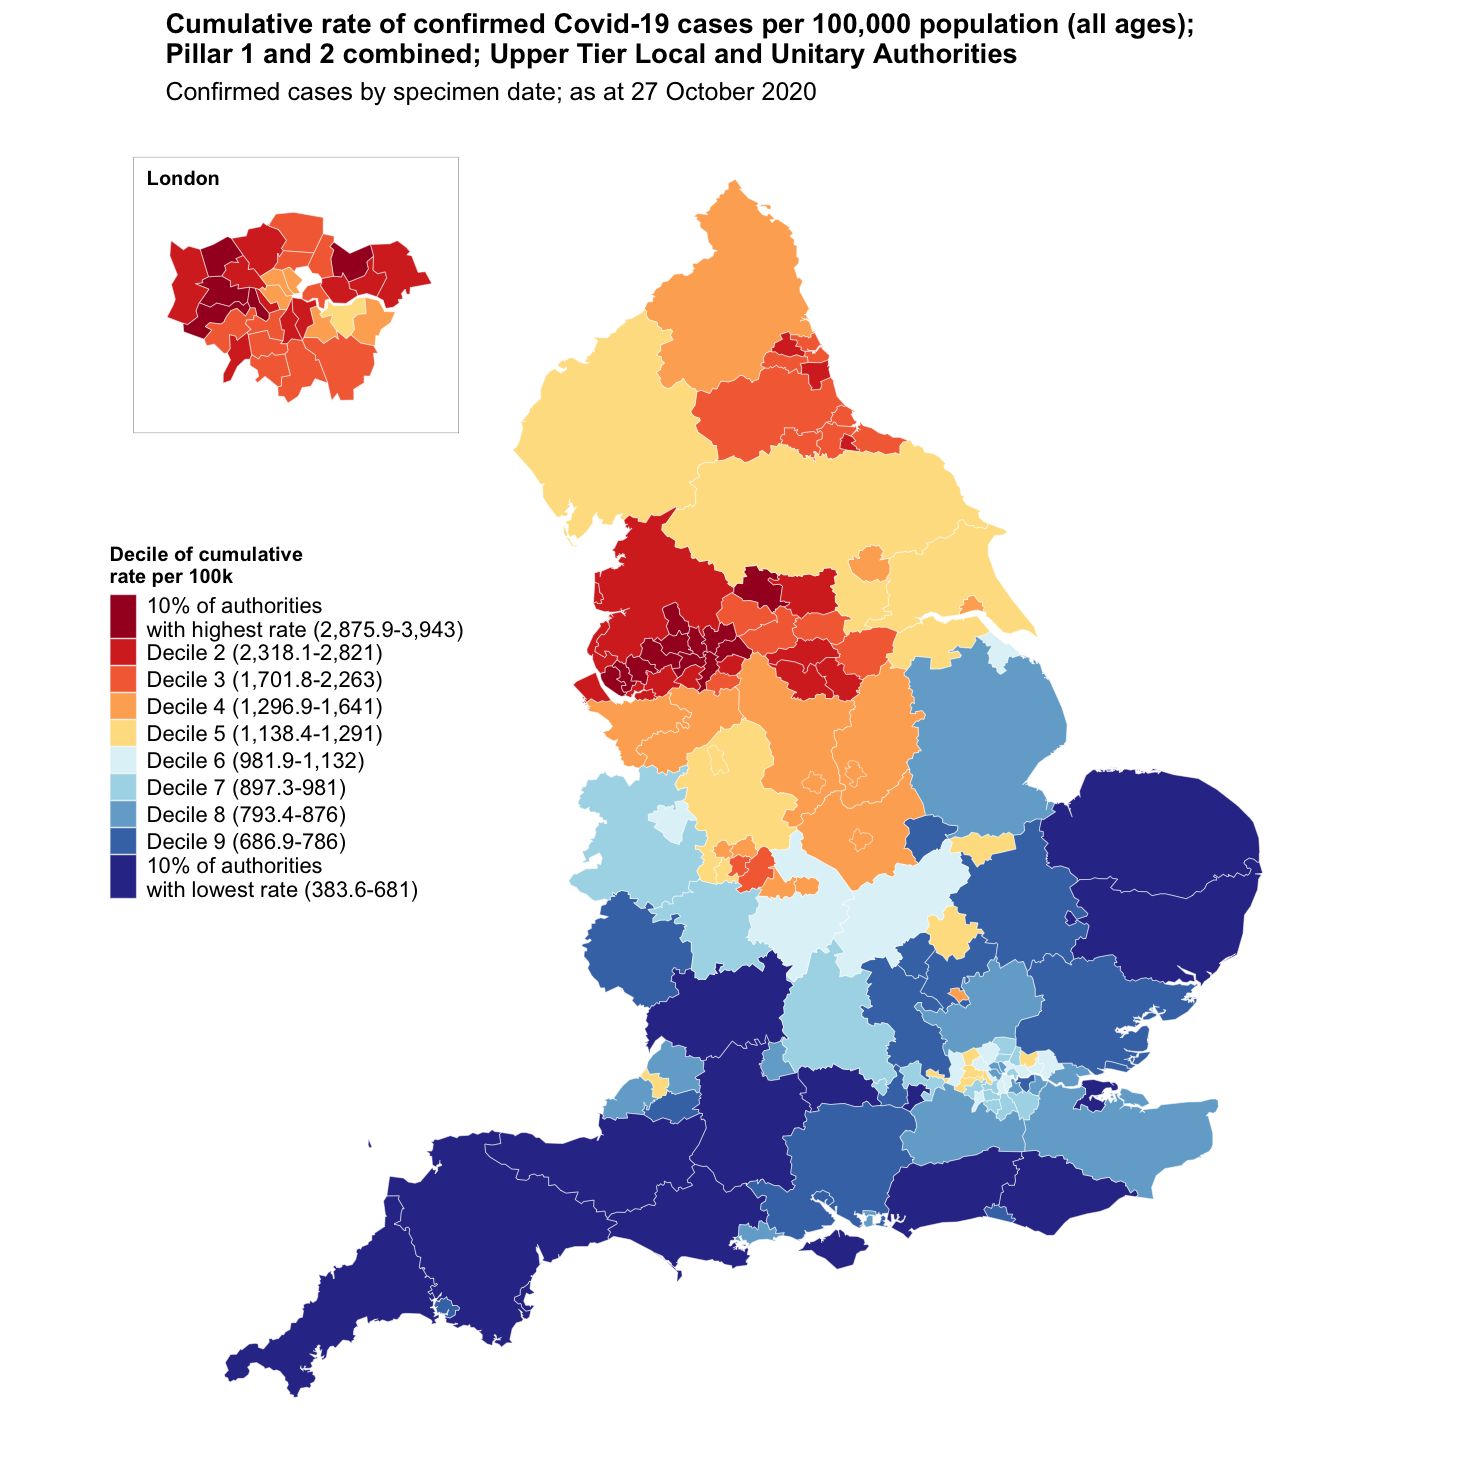 Cumulative rate of confirmed Covid-19 cases per 100,000 population (all ages);
Pillar 1 and 2 combined; Upper Tier Local and Unitary Authorities
Confirmed cases by specimen date; as at 27 October 2020
London
Decile of cumulative
rate per 100k
10% of authorities
with highest rate (2,875.9-3,943)
Decile 2 (2,318.1-2,821)
Decile 3 (1,701.8-2,263)
Decile 4 (1,296.9-1,641)
Decile 5 (1,138.4-1,291)
Decile 6 (981.9-1,132)
Decile 7 (897.3-981)
Decile 8 (793.4-876)
Decile 9 (686.9-786)
10% of authorities
with lowest rate (383.6-681)